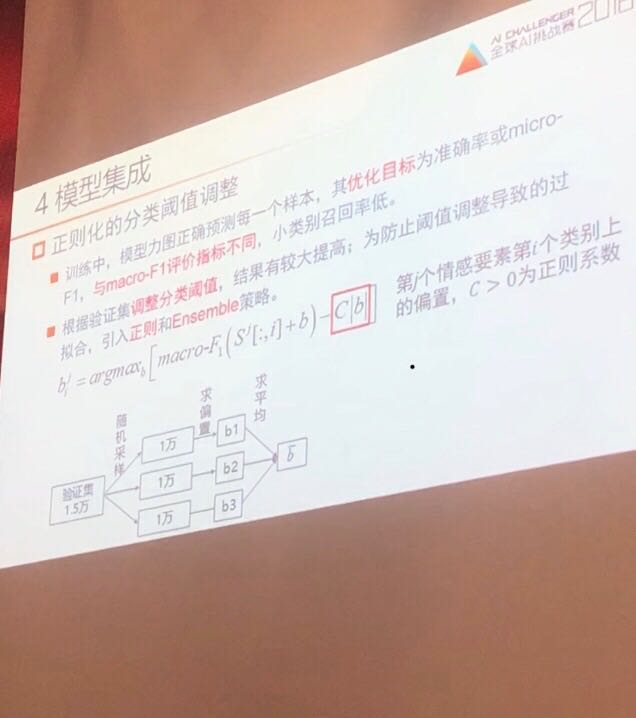 AI CHALLENGER
全球AI挑战赛 2018
4 模型集成
正则化的分类阈值调整
训练中，模型力图正确预测每一个样本，其优化目标为准确率或micro-
F1，与macro-F1评价指标不同，小类别召回率低。
根据验证集调整分类阈值，结果有较大提高；为防止阈值调整导致的过
拟合，引入正则和Ensemble策略。
b_i^j = argmax_b [macro-F_1(S^j[:,i]+b)-C|b|]
第j个情感要素第i个类别上
的偏置，C > 0为正则系数
随机采样
求偏置
求平均
验证集
1.5万
1万
b1
1万
b2
1万
b3
b̄